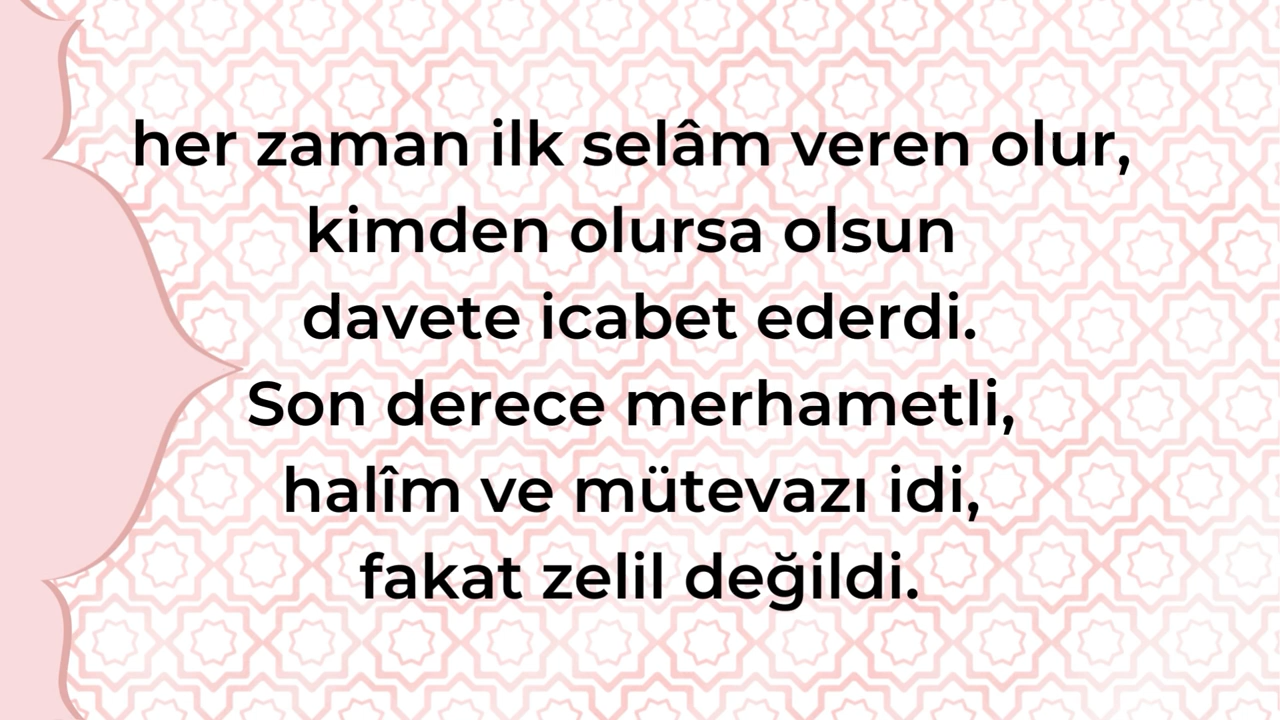 her zaman ilk selâm veren olur,
kimden olursa olsun
davete icabet ederdi.
Son derece merhametli,
halîm ve mütevazı idi,
fakat zelil değildi.